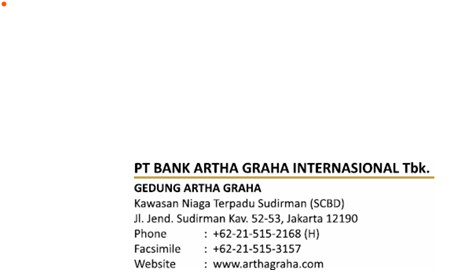 PT BANK ARTHA GRAHA INTERNASIONAL Tbk.
GEDUNG ARTHA GRAHA
Kawasan Niaga Terpadu Sudirman (SCBD)
Jl. Jend. Sudirman Kav. 52-53, Jakarta 12190
Phone : +62-21-515-2168 (H)
Facsimile : +62-21-515-3157
Website : www.arthagraha.com